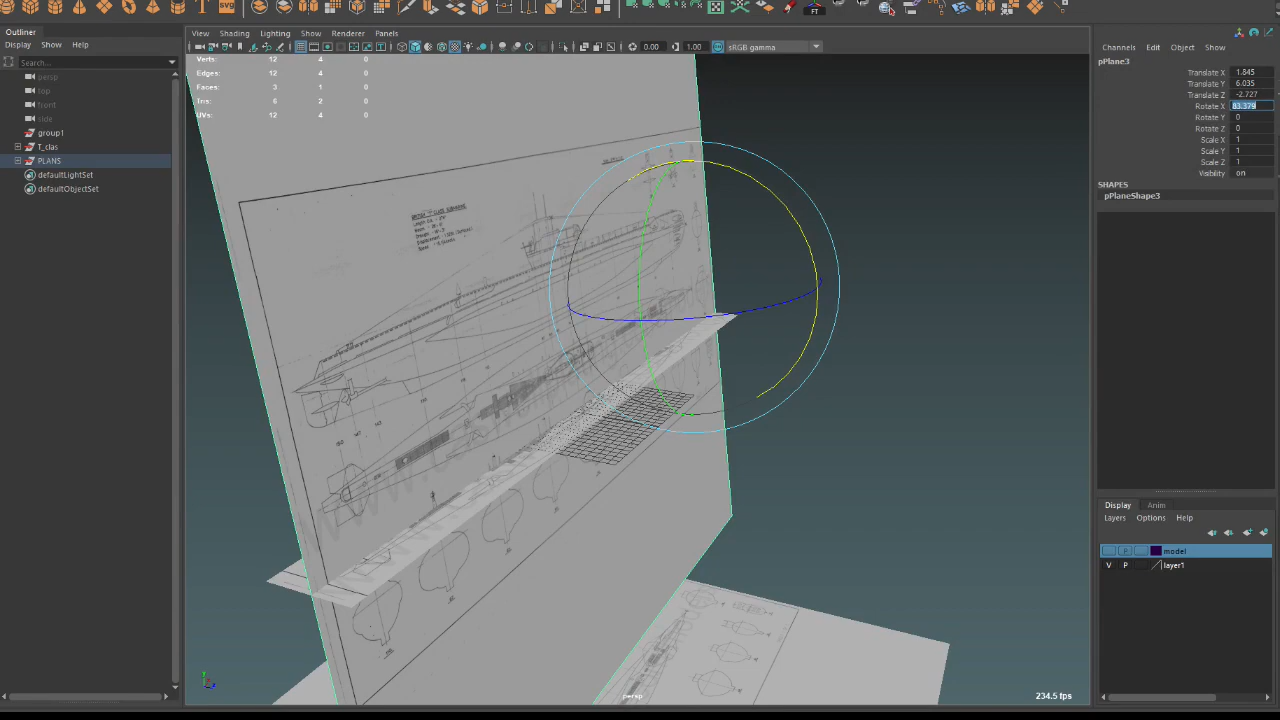 SVG
FT
Outliner
Display Show Help
Search...
persp
top
front
side
group1
T_clas
PLANS
defaultLightSet
defaultObjectSet
View Shading Lighting Show Renderer Panels
0.00 1.00 sRGB gamma
Verts: 12 4 0
Edges: 12 4 0
Faces: 3 1 0
Tris: 6 2 0
UVs: 12 4 0
persp
234.5 fps
Channels Edit Object Show
pPlane3
Translate X 1.845
Translate Y 6.035
Translate Z -2.727
Rotate X 83.379
Rotate Y 0
Rotate Z 0
Scale X 1
Scale Y 1
Scale Z 1
Visibility on
SHAPES
pPlaneShape3
Display Anim
Layers Options Help
P model
V P layer1